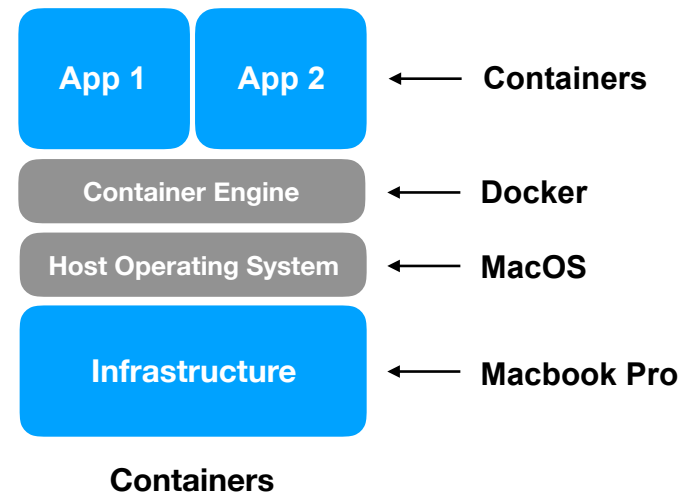 App 1
App 2
Containers
Container Engine
Docker
Host Operating System
MacOS
Infrastructure
Macbook Pro
Containers